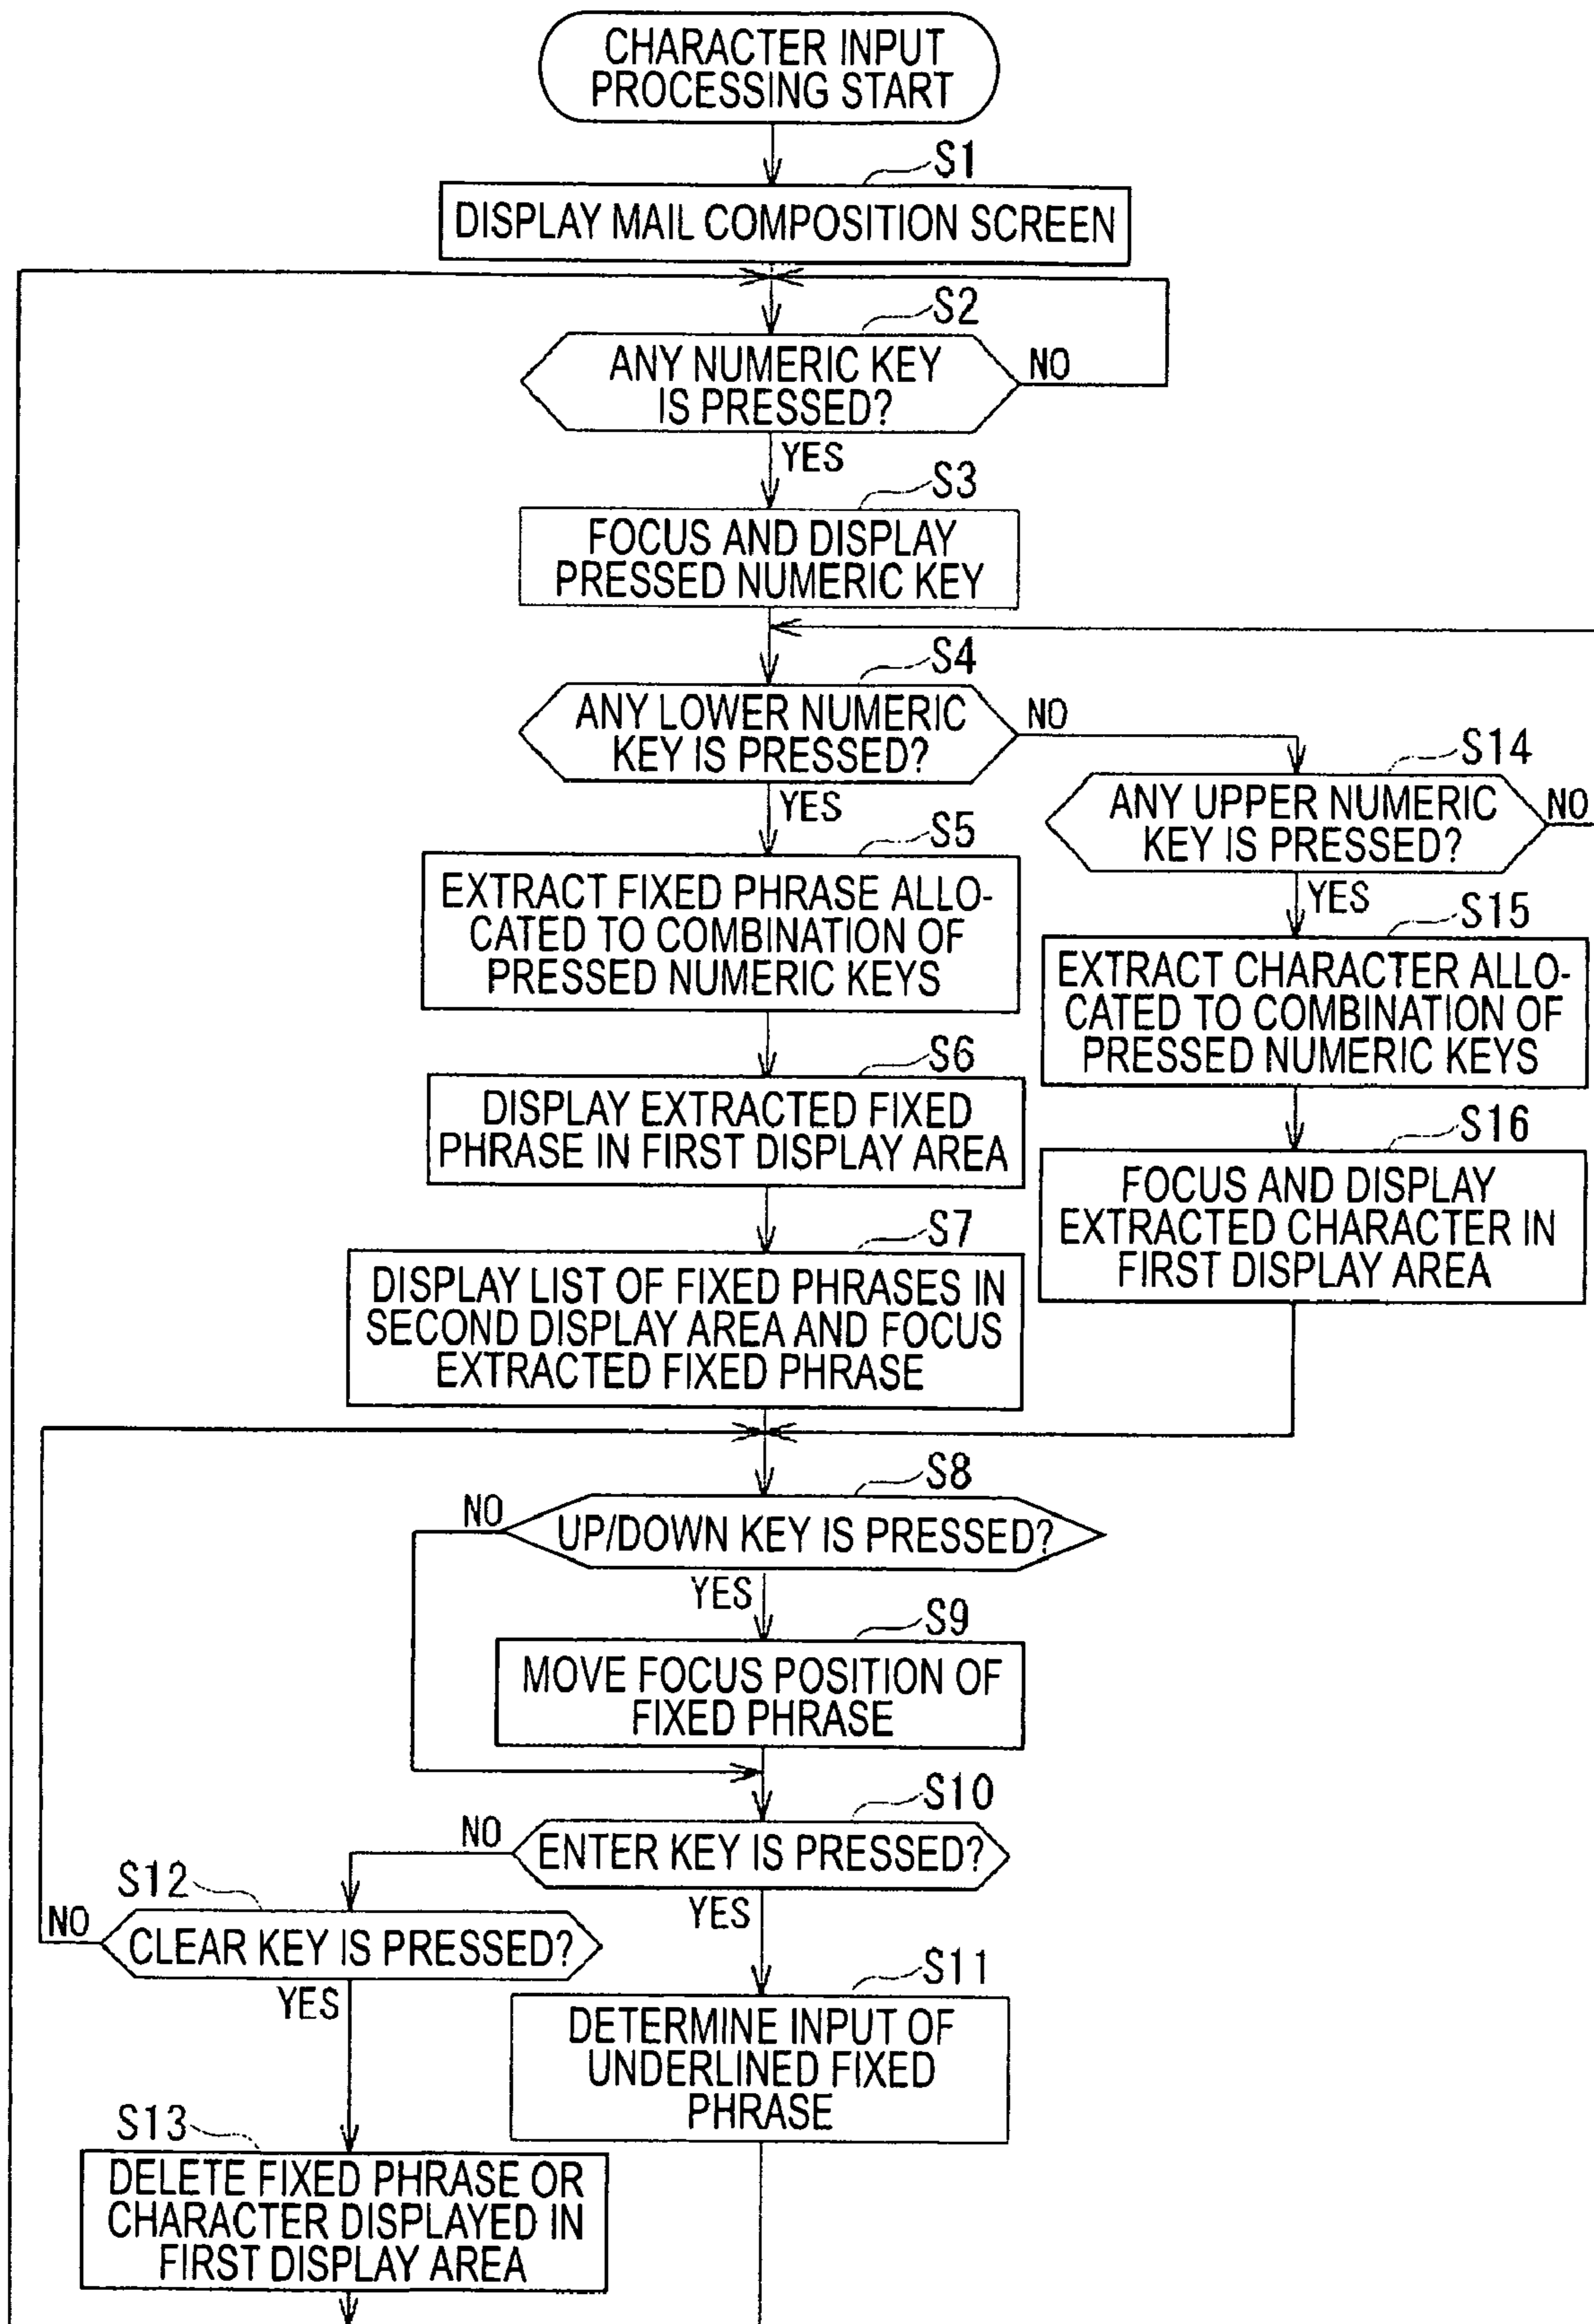 CHARACTER INPUT
PROCESSING START
S1
DISPLAY MAIL COMPOSITION SCREEN
S2
ANY NUMERIC KEY
IS PRESSED?
NO
YES
S3
FOCUS AND DISPLAY
PRESSED NUMERIC KEY
S4
ANY LOWER NUMERIC
KEY IS PRESSED?
NO
YES
S14
ANY UPPER NUMERIC
KEY IS PRESSED?
NO
YES
S5
EXTRACT FIXED PHRASE ALLO-
CATED TO COMBINATION OF
PRESSED NUMERIC KEYS
S15
EXTRACT CHARACTER ALLO-
CATED TO COMBINATION OF
PRESSED NUMERIC KEYS
S6
DISPLAY EXTRACTED FIXED
PHRASE IN FIRST DISPLAY AREA
S16
FOCUS AND DISPLAY
EXTRACTED CHARACTER IN
FIRST DISPLAY AREA
S7
DISPLAY LIST OF FIXED PHRASES IN
SECOND DISPLAY AREA AND FOCUS
EXTRACTED FIXED PHRASE
S8
NO
UP/DOWN KEY IS PRESSED?
YES
S9
MOVE FOCUS POSITION OF
FIXED PHRASE
S10
NO
ENTER KEY IS PRESSED?
YES
S12
NO
CLEAR KEY IS PRESSED?
YES
S11
DETERMINE INPUT OF
UNDERLINED FIXED
PHRASE
S13
DELETE FIXED PHRASE OR
CHARACTER DISPLAYED IN
FIRST DISPLAY AREA